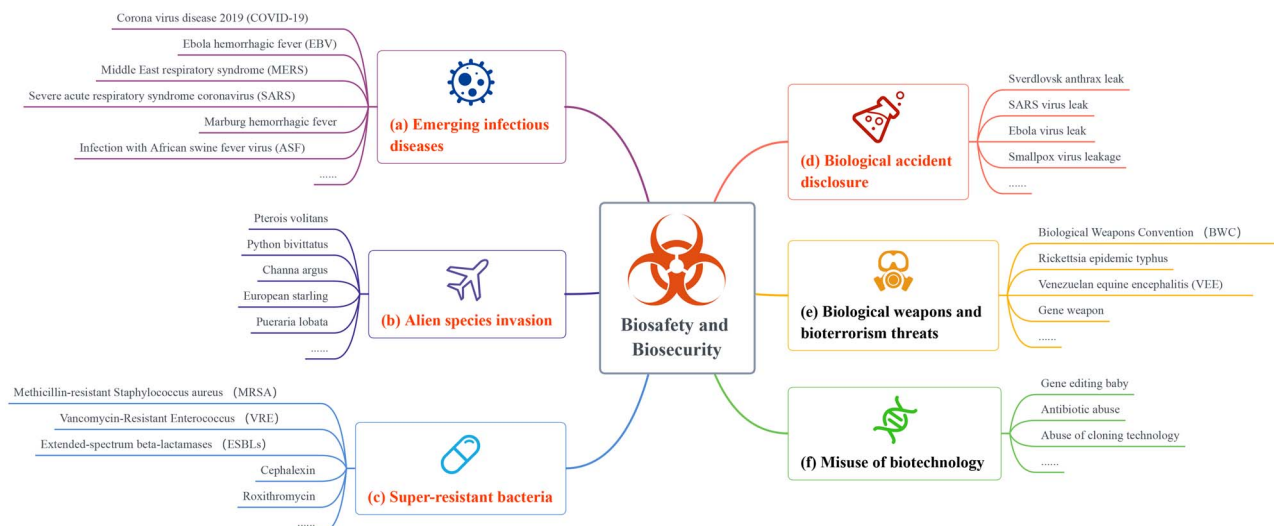 Corona virus disease 2019 (COVID-19)
Ebola hemorrhagic fever (EBV)
Middle East respiratory syndrome (MERS)
Severe acute respiratory syndrome coronavirus (SARS)
Marburg hemorrhagic fever
Infection with African swine fever virus (ASF)
......
(a) Emerging infectious
diseases
Pterois volitans
Python bivittatus
Channa argus
European starling
Pueraria lobata
......
(b) Alien species invasion
Methicillin-resistant Staphylococcus aureus （MRSA）
Vancomycin-Resistant Enterococcus （VRE）
Extended-spectrum beta-lactamases （ESBLs）
Cephalexin
Roxithromycin
......
(c) Super-resistant bacteria
Biosafety and
Biosecurity
(d) Biological accident
disclosure
Sverdlovsk anthrax leak
SARS virus leak
Ebola virus leak
Smallpox virus leakage
......
(e) Biological weapons and
bioterrorism threats
Biological Weapons Convention （BWC）
Rickettsia epidemic typhus
Venezuelan equine encephalitis (VEE)
Gene weapon
......
(f) Misuse of biotechnology
Gene editing baby
Antibiotic abuse
Abuse of cloning technology
......